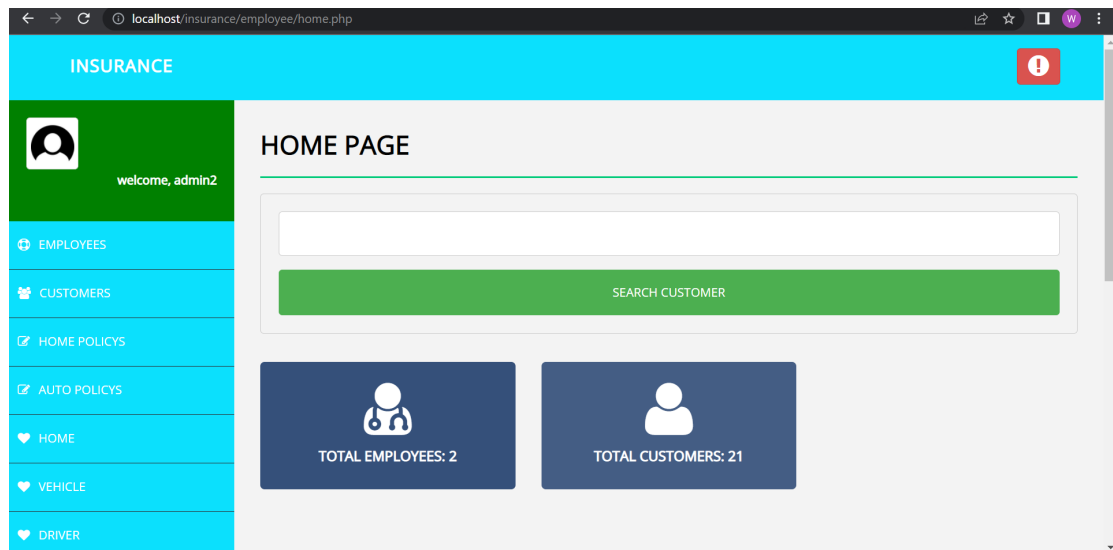 localhost/insurance/employee/home.php
W
INSURANCE
welcome, admin2
EMPLOYEES
CUSTOMERS
HOME POLICYS
AUTO POLICYS
HOME
VEHICLE
DRIVER
HOME PAGE
SEARCH CUSTOMER
TOTAL EMPLOYEES: 2
TOTAL CUSTOMERS: 21